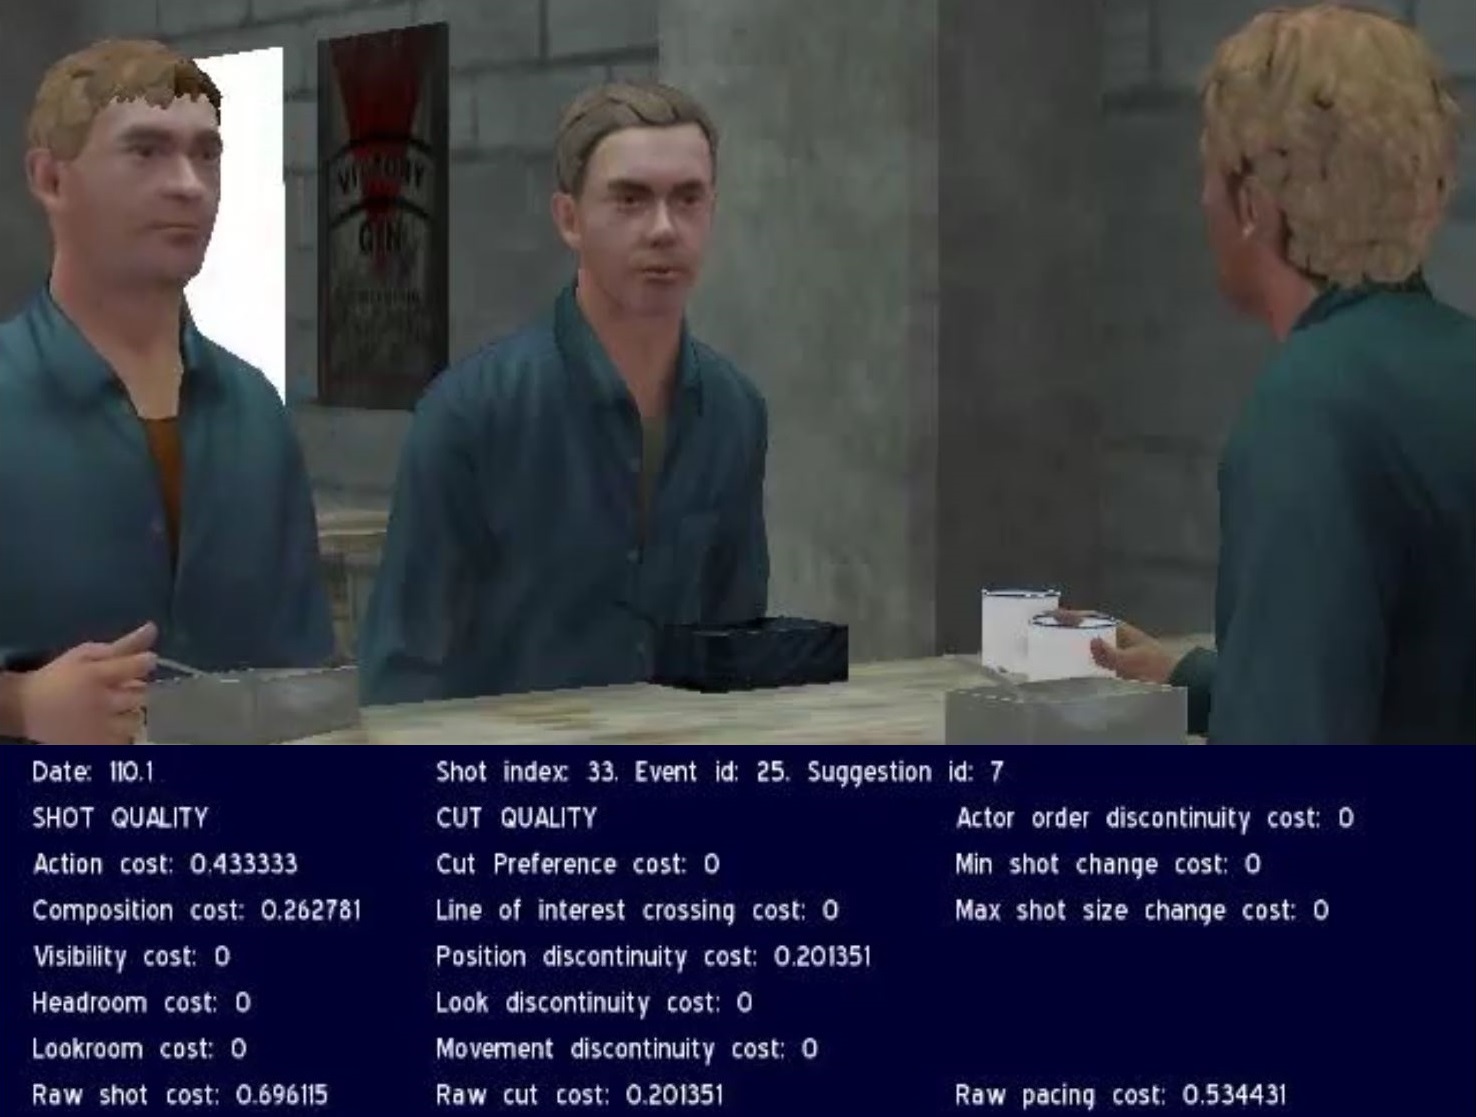 VICTORY
GIN
Date: 110.1
Shot index: 33. Event id: 25. Suggestion id: 7
SHOT QUALITY
CUT QUALITY
Actor order discontinuity cost: 0
Action cost: 0.433333
Cut Preference cost: 0
Min shot change cost: 0
Composition cost: 0.262781
Line of interest crossing cost: 0
Max shot size change cost: 0
Visibility cost: 0
Position discontinuity cost: 0.201351
Headroom cost: 0
Look discontinuity cost: 0
Lookroom cost: 0
Movement discontinuity cost: 0
Raw shot cost: 0.696115
Raw cut cost: 0.201351
Raw pacing cost: 0.534431